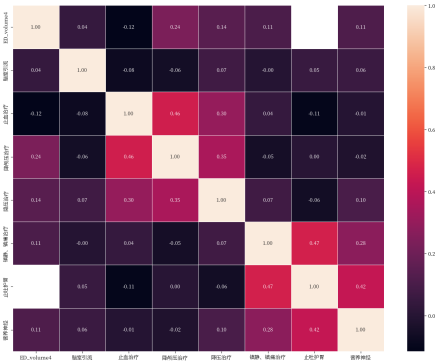 ED_volume4 1.00 0.04 -0.12 0.24 0.14 0.11 0.11
脑室引流 0.04 1.00 -0.08 -0.06 0.07 -0.00 0.05 0.06
止血治疗 -0.12 -0.08 1.00 0.46 0.30 0.04 -0.11 -0.01
降颅压治疗 0.24 -0.06 0.46 1.00 0.35 -0.05 0.00 -0.02
降压治疗 0.14 0.07 0.30 0.35 1.00 0.07 -0.06 0.10
镇静、镇痛治疗 0.11 -0.00 0.04 -0.05 0.07 1.00 0.47 0.28
止吐护胃 0.05 -0.11 0.00 -0.06 0.47 1.00 0.42
营养神经 0.11 0.06 -0.01 -0.02 0.10 0.28 0.42 1.00
ED_volume4 脑室引流 止血治疗 降颅压治疗 降压治疗 镇静、镇痛治疗 止吐护胃 营养神经
1.0
0.8
0.6
0.4
0.2
0.0